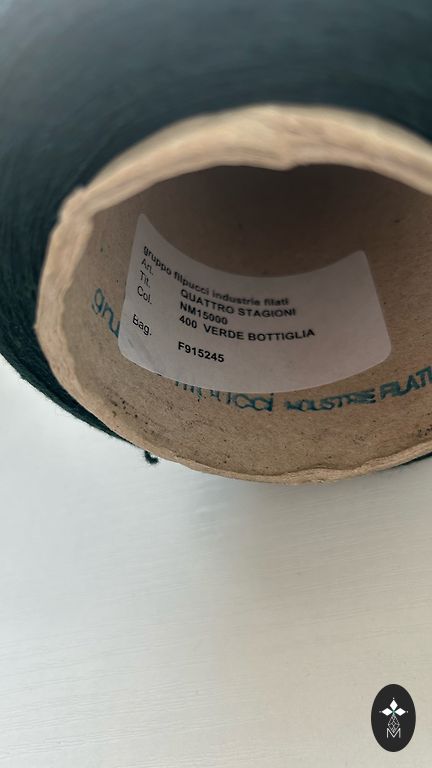 gruppo filpucci industrie filati
Art. QUATTRO STAGIONI
Tit. NM15000
Col. 400 VERDE BOTTIGLIA
Bag. F915245
INDUSTRIE FILATI
M